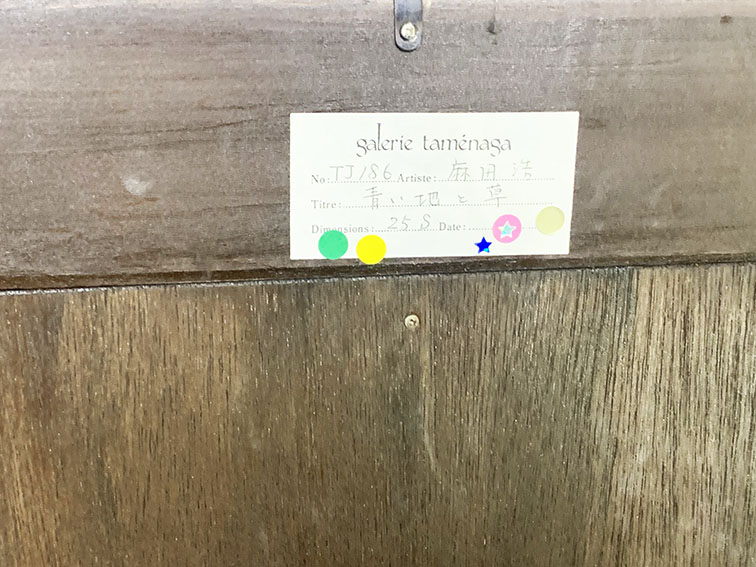 galerie taménaga
No: TJ186 Artiste: 麻田浩
Titre: 青い地と草
Dimensions: 25 S Date: